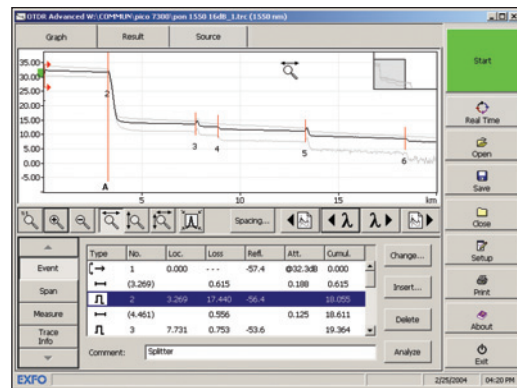 OTDR Advanced W:\COMMUN\pico 7300\pon 1550 16dB_1.trc (1550 nm)
Graph Result Source
35.00
30.00
25.00
20.00
15.00
10.00
5.00
0.00
-5.00
2 3 4 5 6
A 5 10 15 km
Spacing... λ λ
Type No. Loc. Loss Refl. Att. Cumul.
1 0.000 --- -57.4 @32.3dB 0.000
(3.269) 0.615 0.188 0.615
2 3.269 17.440 -56.4 18.055
(4.461) 0.556 0.125 18.611
3 7.731 0.753 -53.6 19.364
Event
Span
Measure
Trace
Info
Comment: Splitter
Change...
Insert...
Delete
Analyze
Start
Real Time
Open
Save
Close
Setup
Print
About
Exit
EXFO 2/25/2004 04:20 PM